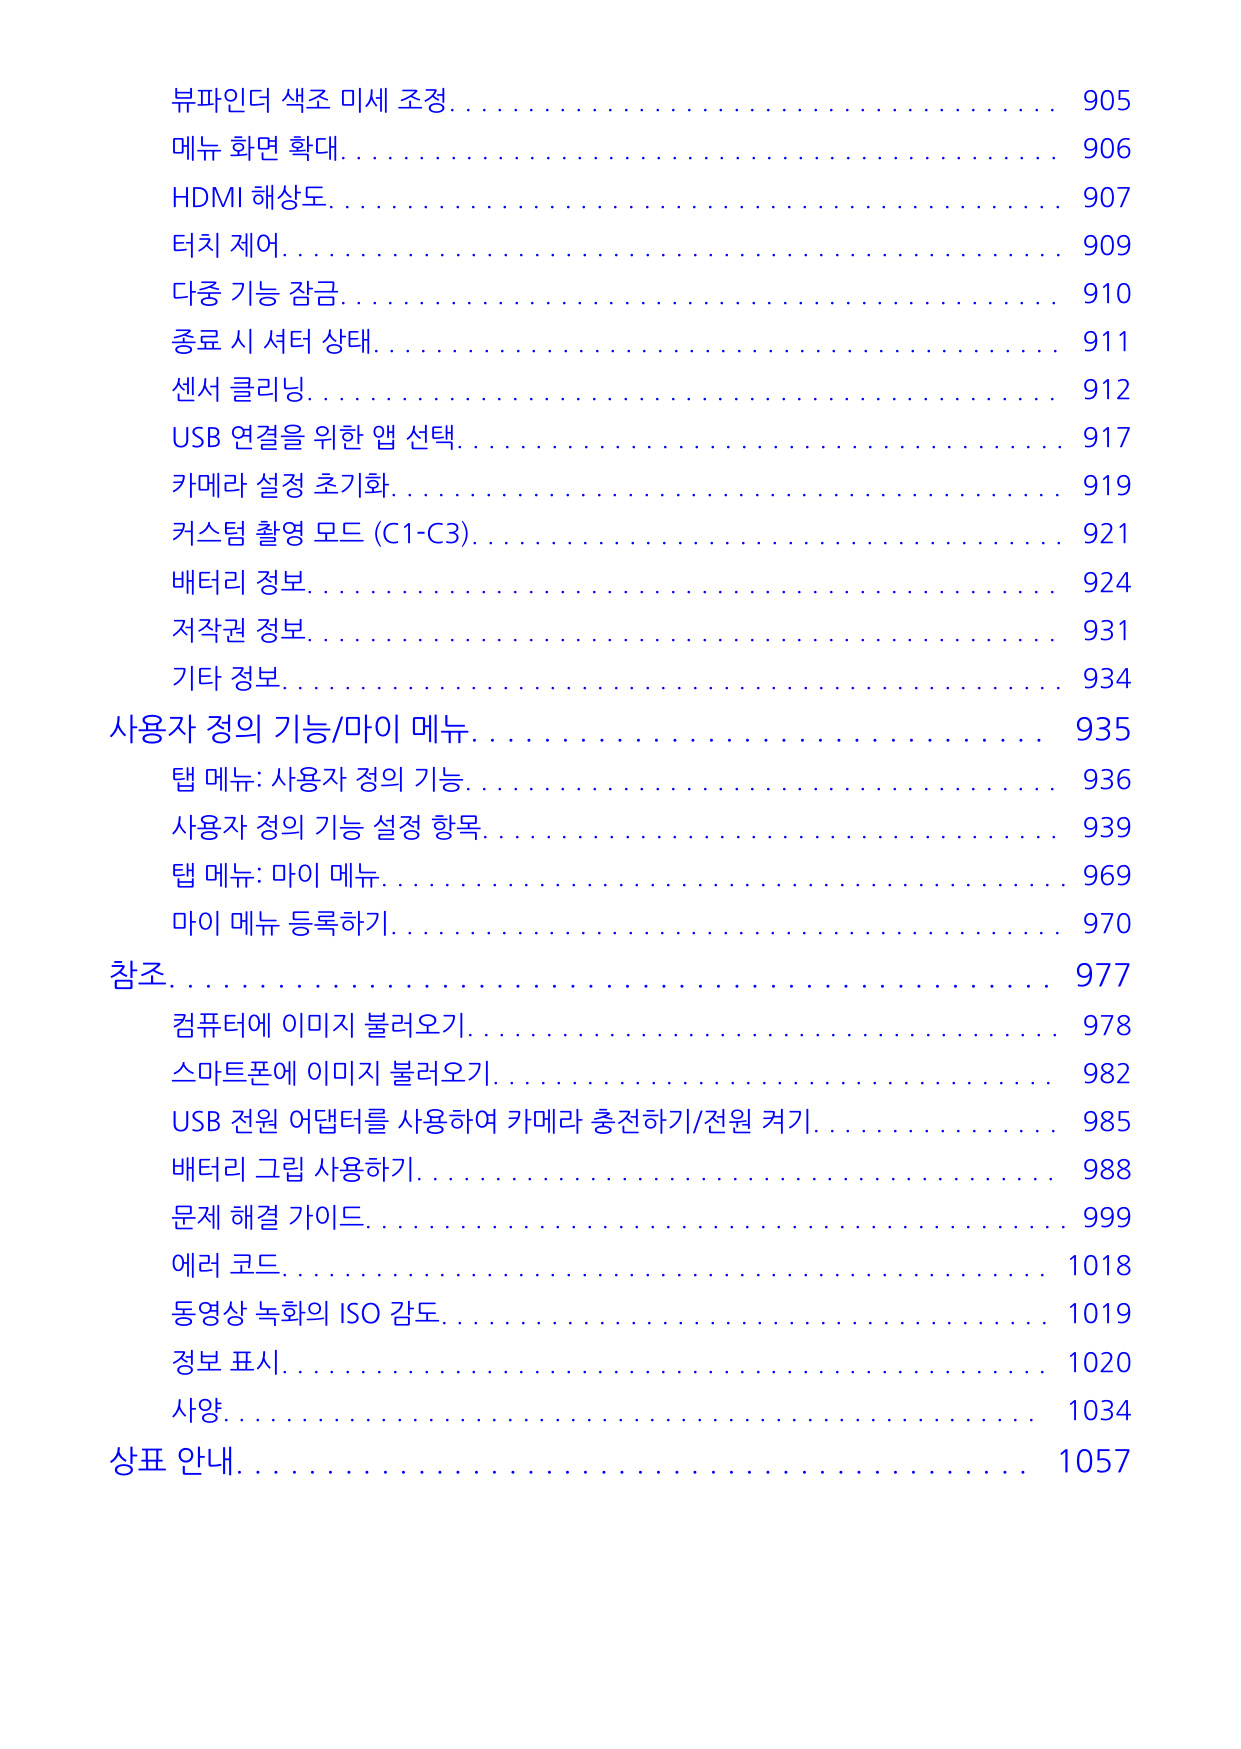 뷰파인더 색조 미세 조정. . . . . . . . . . . . . . . . . . . . . . . . . . . . . . . . . . . . . . . 905
메뉴 화면 확대. . . . . . . . . . . . . . . . . . . . . . . . . . . . . . . . . . . . . . . . . . . . . . 906
HDMI 해상도. . . . . . . . . . . . . . . . . . . . . . . . . . . . . . . . . . . . . . . . . . . . . . . 907
터치 제어. . . . . . . . . . . . . . . . . . . . . . . . . . . . . . . . . . . . . . . . . . . . . . . . . . 909
다중 기능 잠금. . . . . . . . . . . . . . . . . . . . . . . . . . . . . . . . . . . . . . . . . . . . . . 910
종료 시 셔터 상태. . . . . . . . . . . . . . . . . . . . . . . . . . . . . . . . . . . . . . . . . . . . 911
센서 클리닝. . . . . . . . . . . . . . . . . . . . . . . . . . . . . . . . . . . . . . . . . . . . . . . . 912
USB 연결을 위한 앱 선택. . . . . . . . . . . . . . . . . . . . . . . . . . . . . . . . . . . . . . . 917
카메라 설정 초기화. . . . . . . . . . . . . . . . . . . . . . . . . . . . . . . . . . . . . . . . . . . 919
커스텀 촬영 모드 (C1-C3). . . . . . . . . . . . . . . . . . . . . . . . . . . . . . . . . . . . . . 921
배터리 정보. . . . . . . . . . . . . . . . . . . . . . . . . . . . . . . . . . . . . . . . . . . . . . . . 924
저작권 정보. . . . . . . . . . . . . . . . . . . . . . . . . . . . . . . . . . . . . . . . . . . . . . . . 931
기타 정보. . . . . . . . . . . . . . . . . . . . . . . . . . . . . . . . . . . . . . . . . . . . . . . . . . 934
사용자 정의 기능/마이 메뉴. . . . . . . . . . . . . . . . . . . . . . . . . . . . . . . . 935
탭 메뉴: 사용자 정의 기능. . . . . . . . . . . . . . . . . . . . . . . . . . . . . . . . . . . . . . 936
사용자 정의 기능 설정 항목. . . . . . . . . . . . . . . . . . . . . . . . . . . . . . . . . . . . . 939
탭 메뉴: 마이 메뉴. . . . . . . . . . . . . . . . . . . . . . . . . . . . . . . . . . . . . . . . . . . . 969
마이 메뉴 등록하기. . . . . . . . . . . . . . . . . . . . . . . . . . . . . . . . . . . . . . . . . . . 970
참조. . . . . . . . . . . . . . . . . . . . . . . . . . . . . . . . . . . . . . . . . . . . . . . . . 977
컴퓨터에 이미지 불러오기. . . . . . . . . . . . . . . . . . . . . . . . . . . . . . . . . . . . . . 978
스마트폰에 이미지 불러오기. . . . . . . . . . . . . . . . . . . . . . . . . . . . . . . . . . . . 982
USB 전원 어댑터를 사용하여 카메라 충전하기/전원 켜기. . . . . . . . . . . . . . . . 985
배터리 그립 사용하기. . . . . . . . . . . . . . . . . . . . . . . . . . . . . . . . . . . . . . . . . 988
문제 해결 가이드. . . . . . . . . . . . . . . . . . . . . . . . . . . . . . . . . . . . . . . . . . . . . 999
에러 코드. . . . . . . . . . . . . . . . . . . . . . . . . . . . . . . . . . . . . . . . . . . . . . . . . 1018
동영상 녹화의 ISO 감도. . . . . . . . . . . . . . . . . . . . . . . . . . . . . . . . . . . . . . . 1019
정보 표시. . . . . . . . . . . . . . . . . . . . . . . . . . . . . . . . . . . . . . . . . . . . . . . . . 1020
사양. . . . . . . . . . . . . . . . . . . . . . . . . . . . . . . . . . . . . . . . . . . . . . . . . . . . 1034
상표 안내. . . . . . . . . . . . . . . . . . . . . . . . . . . . . . . . . . . . . . . . . . . . 1057